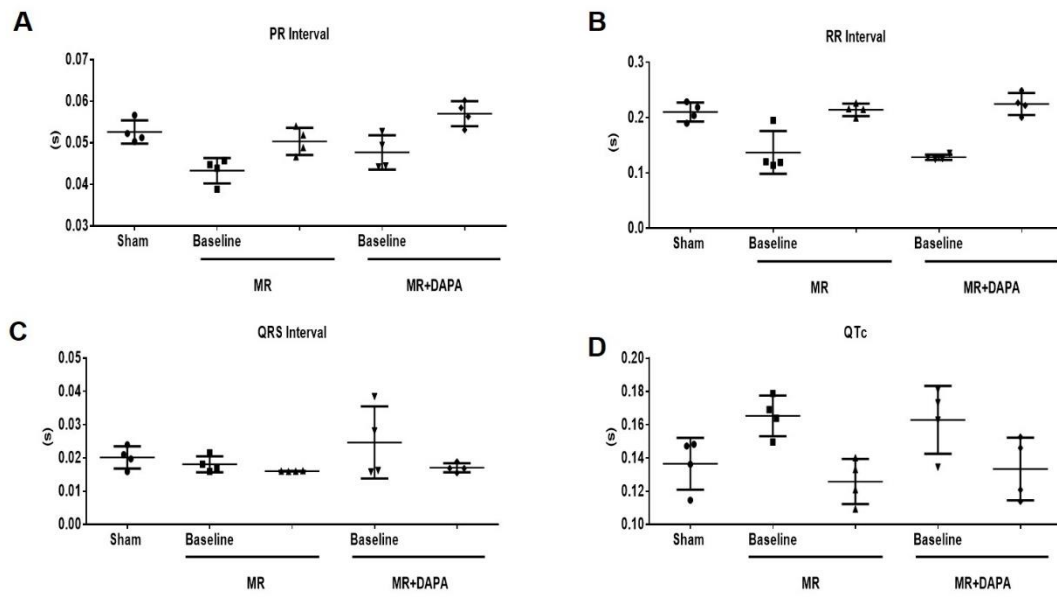 A
PR Interval
0.07
0.06
0.05
0.04
0.03
(s)
Sham
Baseline
Baseline
MR
MR+DAPA
B
RR Interval
0.3
0.2
0.1
0.0
(s)
Sham
Baseline
Baseline
MR
MR+DAPA
C
QRS Interval
0.05
0.04
0.03
0.02
0.01
0.00
(s)
Sham
Baseline
Baseline
MR
MR+DAPA
D
QTc
0.20
0.18
0.16
0.14
0.12
0.10
(s)
Sham
Baseline
Baseline
MR
MR+DAPA